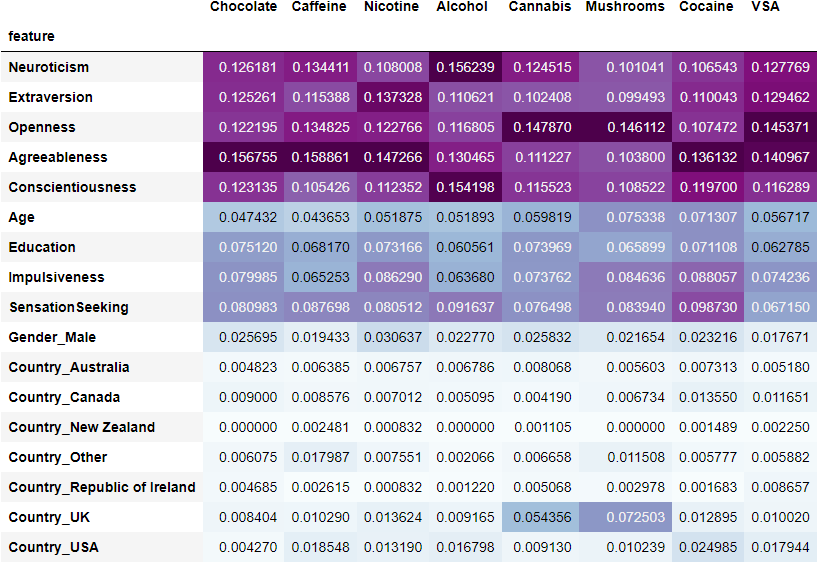 Chocolate Caffeine Nicotine Alcohol Cannabis Mushrooms Cocaine VSA
feature
Neuroticism 0.126181 0.134411 0.108008 0.156239 0.124515 0.101041 0.106543 0.127769
Extraversion 0.125261 0.115388 0.137328 0.110621 0.102408 0.099493 0.110043 0.129462
Openness 0.122195 0.134825 0.122766 0.116805 0.147870 0.146112 0.107472 0.145371
Agreeableness 0.156755 0.158861 0.147266 0.130465 0.111227 0.103800 0.136132 0.140967
Conscientiousness 0.123135 0.105426 0.112352 0.154198 0.115523 0.108522 0.119700 0.116289
Age 0.047432 0.043653 0.051875 0.051893 0.059819 0.075338 0.071307 0.056717
Education 0.075120 0.068170 0.073166 0.060561 0.073969 0.065899 0.071108 0.062785
Impulsiveness 0.079985 0.065253 0.086290 0.063680 0.073762 0.084636 0.088057 0.074236
SensationSeeking 0.080983 0.087698 0.080512 0.091637 0.076498 0.083940 0.098730 0.067150
Gender_Male 0.025695 0.019433 0.030637 0.022770 0.025832 0.021654 0.023216 0.017671
Country_Australia 0.004823 0.006385 0.006757 0.006786 0.008068 0.005603 0.007313 0.005180
Country_Canada 0.009000 0.008576 0.007012 0.005095 0.004190 0.006734 0.013550 0.011651
Country_New Zealand 0.000000 0.002481 0.000832 0.000000 0.001105 0.000000 0.001489 0.002250
Country_Other 0.006075 0.017987 0.007551 0.002066 0.006658 0.011508 0.005777 0.005882
Country_Republic of Ireland 0.004685 0.002615 0.000832 0.001220 0.005068 0.002978 0.001683 0.008657
Country_UK 0.008404 0.010290 0.013624 0.009165 0.054356 0.072503 0.012895 0.010020
Country_USA 0.004270 0.018548 0.013190 0.016798 0.009130 0.010239 0.024985 0.017944